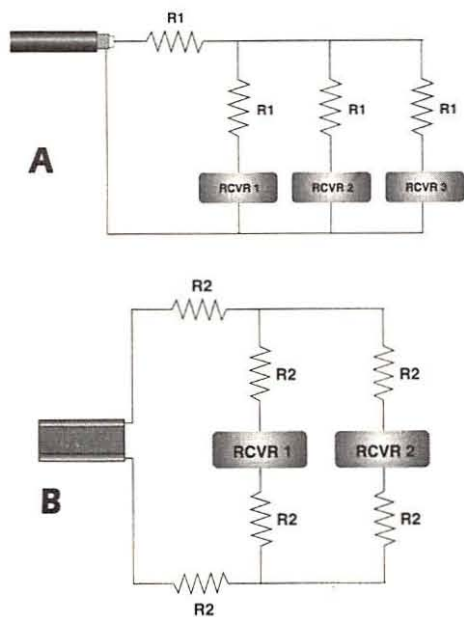 R1
R1 R1 R1
A
RCVR 1 RCVR 2 RCVR 3
R2
R2 R2
RCVR 1 RCVR 2
B
R2 R2
R2